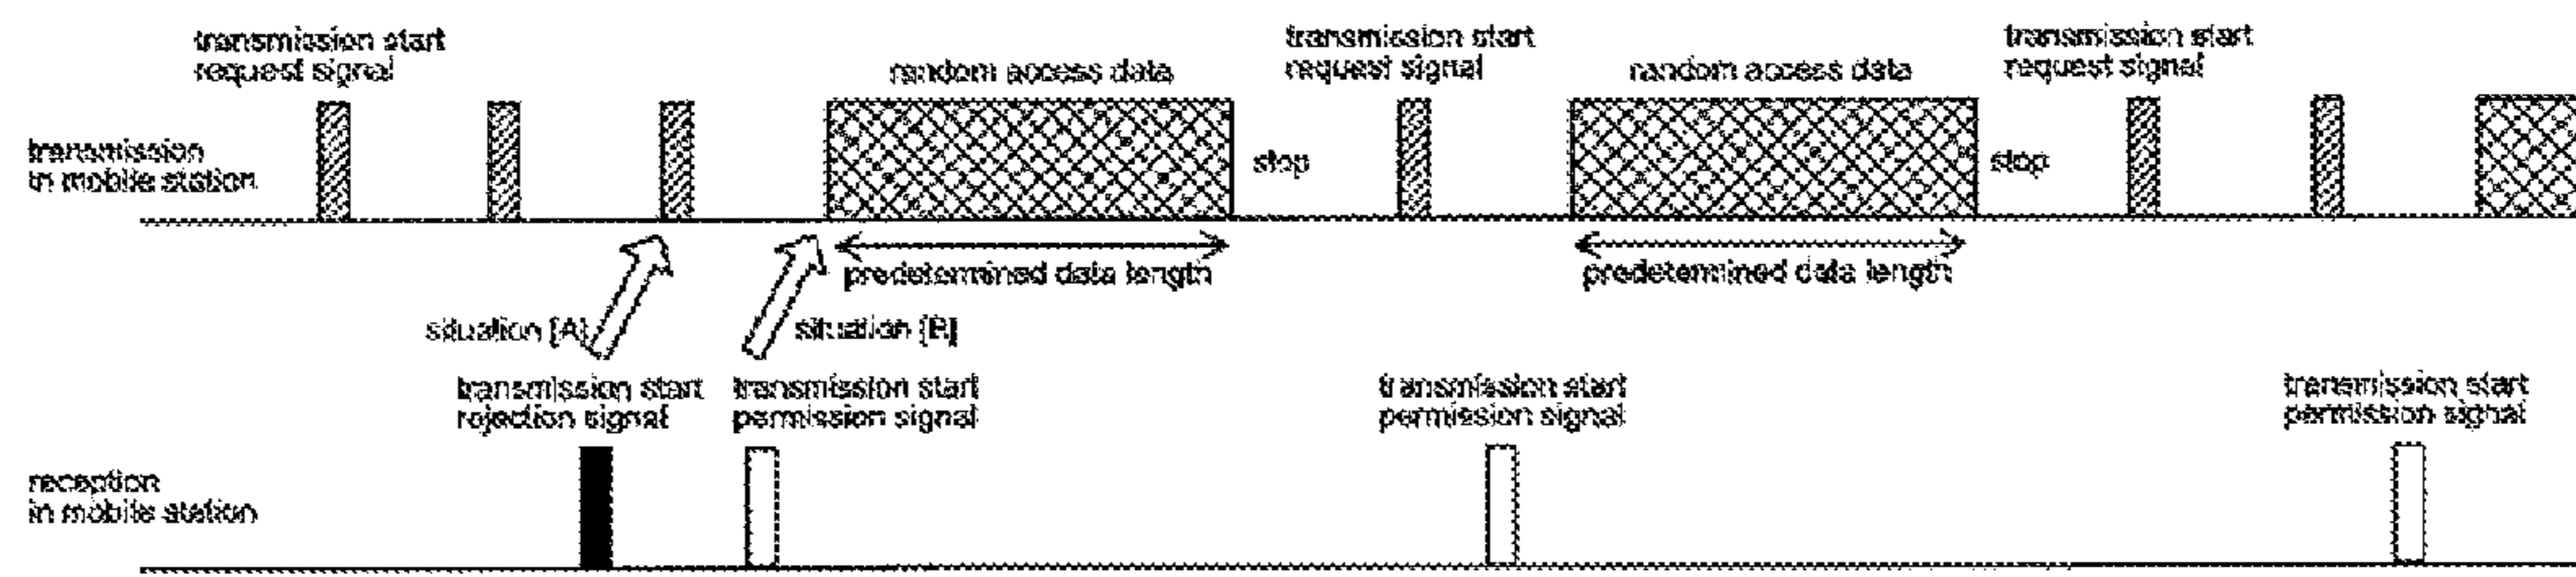 transmission start
request signal
random access data
transmission start
request signal
random access data
transmission start
request signal
transmission
in mobile station
stop
stop
predetermined data length
predetermined data length
situation [A]
situation [B]
transmission start
rejection signal
transmission start
permission signal
transmission start
permission signal
transmission start
permission signal
reception
in mobile station